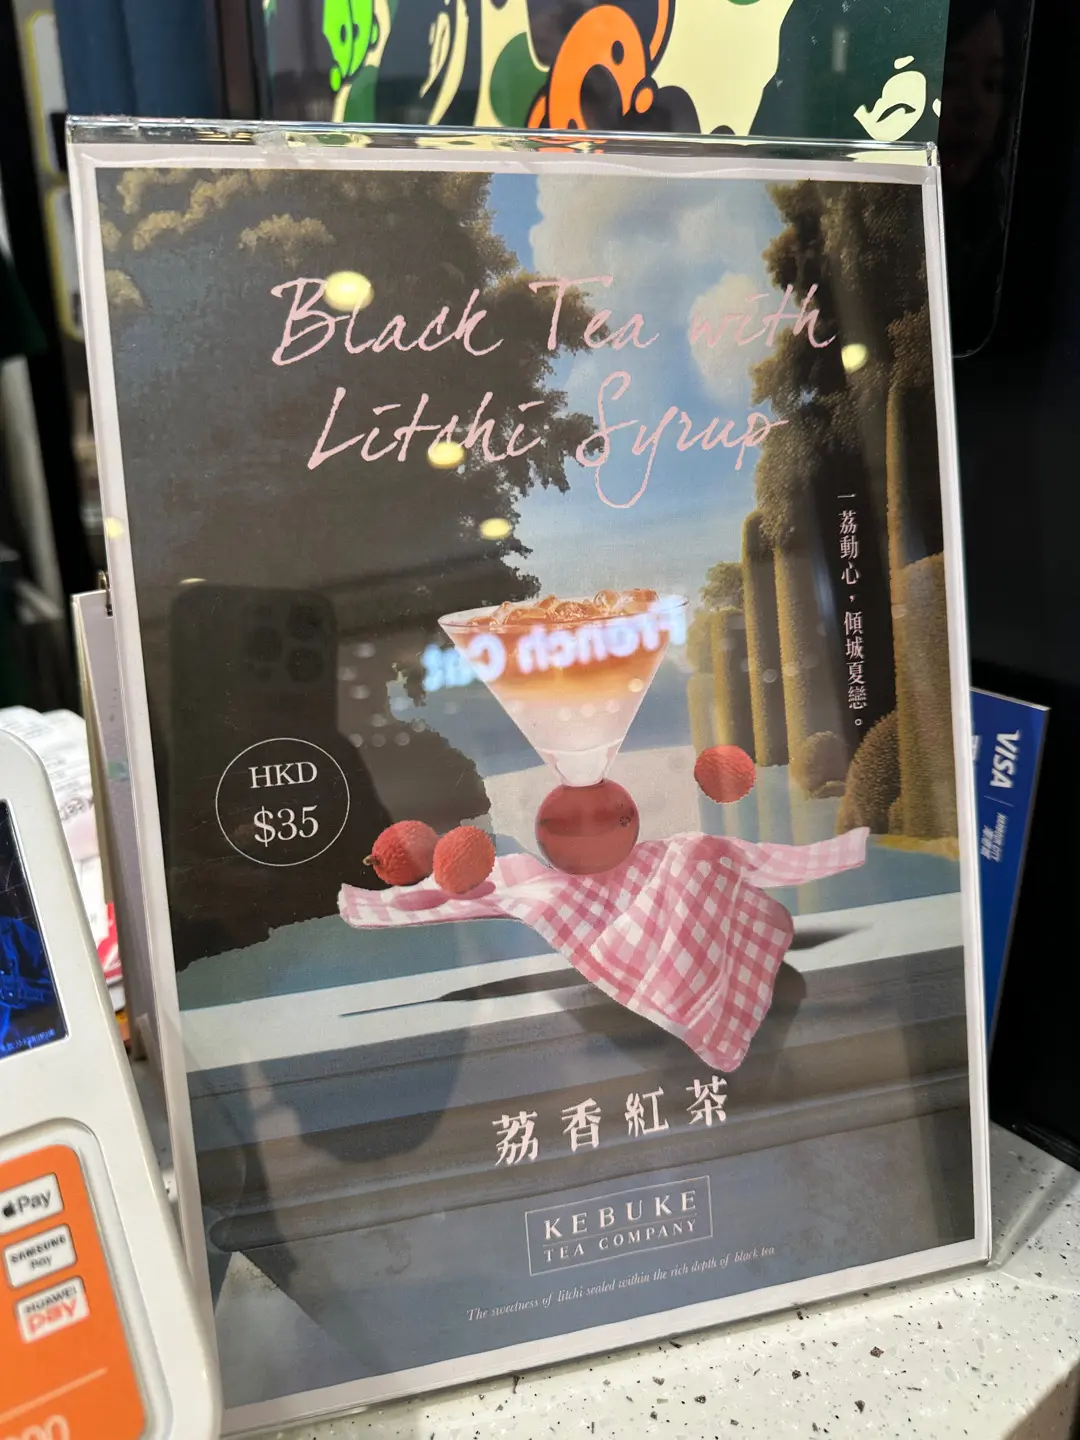 Black Tea with
Litchi Syrup
一荔動心，傾城夏戀。
French Cat
HKD
$35
VISA
荔香紅茶
KEBUKE
TEA COMPANY
The sweetness of litchi sealed within the rich depth of black tea
Pay
SAMSUNG
Pay
HUAWEI
pay